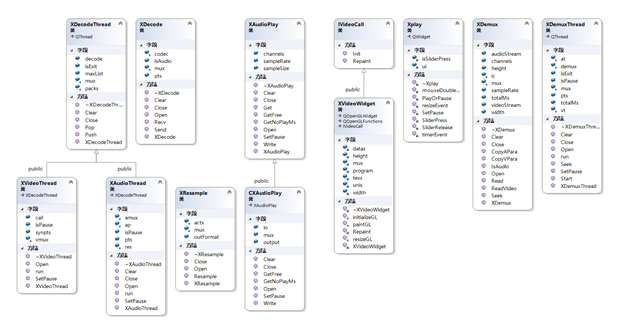 XDecodeThread
类
QThread
字段
decode
isExit
maxList
mux
packs
方法
~XDecodeThr...
Clear
Close
Pop
Push
XDecodeThread
XDecode
类
字段
codec
isAudio
mux
pts
方法
~XDecode
Clear
Close
Open
Recv
Send
XDecode
XAudioPlay
类
字段
channels
sampleRate
sampleSize
方法
~XAudioPlay
Clear
Close
Get
GetFree
GetNoPlayMs
Open
SetPause
Write
XAudioPlay
IVideoCall
类
方法
Init
Repaint
Xplay
类
QWidget
字段
isSliderPress
ui
方法
~Xplay
mouseDouble...
PlayOrPause
resizeEvent
SetPause
SliderPress
SliderRelease
timerEvent
XDemux
类
字段
audioStream
channels
height
ic
mux
sampleRate
totalMs
videoStream
width
方法
~XDemux
Clear
Close
CopyAPara
CopyVPara
IsAudio
Open
Read
ReadVideo
Seek
XDemux
XDemuxThread
类
QThread
字段
at
demux
isExit
isPause
mux
pts
totalMs
vt
方法
~XDemuxThr...
Clear
Close
Open
run
Seek
SetPause
Start
XDemuxThread
public
public
public
public
XVideoThread
类
XDecodeThread
字段
call
isPause
synpts
vmux
方法
~XVideoThread
Open
run
SetPause
XVideoThread
XAudioThread
类
XDecodeThread
字段
amux
ap
isPause
pts
res
方法
~XAudioThread
Clear
Close
Open
run
SetPause
XAudioThread
XResample
类
字段
actx
mux
outFormat
方法
~XResample
Close
Open
Resample
XResample
CXAudioPlay
类
XAudioPlay
字段
io
mux
output
方法
Clear
Close
GetFree
GetNoPlayMs
Open
SetPause
Write
XVideoWidget
类
QOpenGLWidget
QOpenGLFunctions
IVideoCall
字段
datas
height
mux
program
texs
unis
width
方法
~XVideoWidget
initializeGL
paintGL
Repaint
resizeGL
XVideoWidget